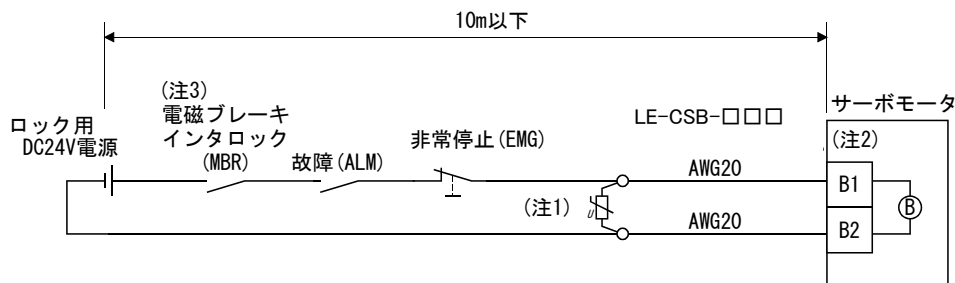 10m以下
(注3)
電磁ブレーキ
インタロック
(MBR)
ロック用
DC24V電源
故障(ALM)
非常停止(EMG)
LE-CSB-□□□
サーボモータ
(注2)
AWG20
B1
(注1)
U
B
AWG20
B2